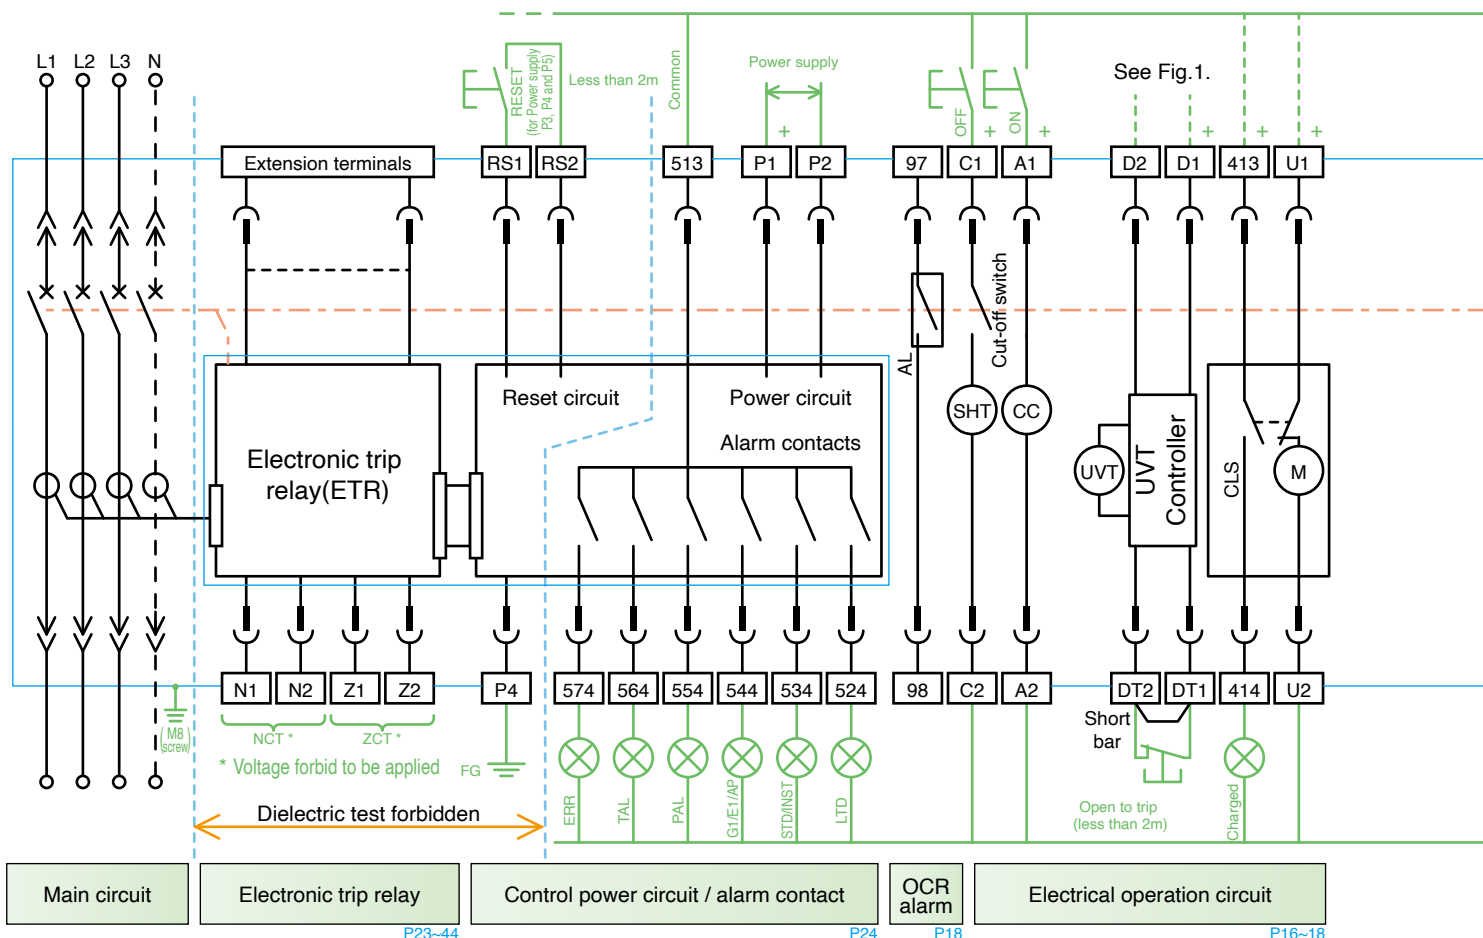 L1 L2 L3 N
RESET
(for Power supply
P3, P4 and P5)
Less than 2m
Common
Power supply
+
OFF
+
ON
+
See Fig.1.
+
+
+
Extension terminals
RS1 RS2
513
P1 P2
97 C1 A1
D2 D1 413 U1
Cut-off switch
AL
Reset circuit
Power circuit
SHT CC
Alarm contacts
Electronic trip
relay(ETR)
UVT
UVT
Controller
CLS
M
N1 N2 Z1 Z2
P4
574 564 554 544 534 524
98 C2 A2
DT2 DT1 414 U2
(M8
screw)
NCT *
ZCT *
* Voltage forbid to be applied
FG
Short
bar
ERR
TAL
PAL
G1/E1/AP
STD/INST
LTD
Open to trip
(less than 2m)
Charged
Dielectric test forbidden
Main circuit
Electronic trip relay
Control power circuit / alarm contact
OCR
alarm
Electrical operation circuit
P23~44
P24
P18
P16~18